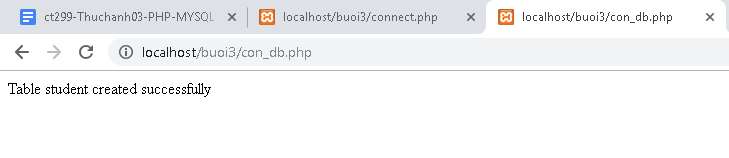 ct299-Thuchanh03-PHP-MYSQL
localhost/buoi3/connect.php
localhost/buoi3/con_db.php
localhost/buoi3/con_db.php
Table student created successfully